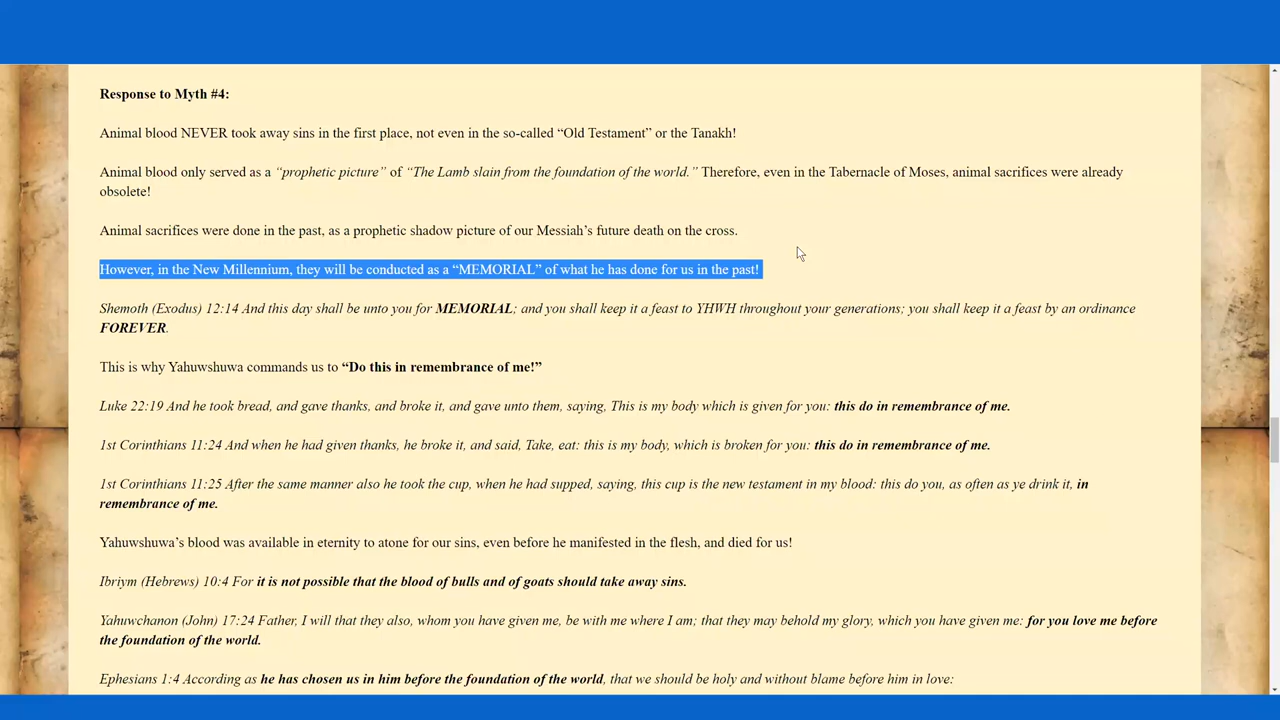 Response to Myth #4:
Animal blood NEVER took away sins in the first place, not even in the so-called “Old Testament” or the Tanakh!
Animal blood only served as a “prophetic picture” of “The Lamb slain from the foundation of the world.” Therefore, even in the Tabernacle of Moses, animal sacrifices were already
obsolete!
Animal sacrifices were done in the past, as a prophetic shadow picture of our Messiah’s future death on the cross.
However, in the New Millennium, they will be conducted as a “MEMORIAL” of what he has done for us in the past!
Shemoth (Exodus) 12:14 And this day shall be unto you for MEMORIAL; and you shall keep it a feast to YHWH throughout your generations; you shall keep it a feast by an ordinance
FOREVER.
This is why Yahuwshuwa commands us to “Do this in remembrance of me!”
Luke 22:19 And he took bread, and gave thanks, and broke it, and gave unto them, saying, This is my body which is given for you: this do in remembrance of me.
1st Corinthians 11:24 And when he had given thanks, he broke it, and said, Take, eat: this is my body, which is broken for you: this do in remembrance of me.
1st Corinthians 11:25 After the same manner also he took the cup, when he had supped, saying, this cup is the new testament in my blood: this do you, as often as ye drink it, in
remembrance of me.
Yahuwshuwa’s blood was available in eternity to atone for our sins, even before he manifested in the flesh, and died for us!
Ibriym (Hebrews) 10:4 For it is not possible that the blood of bulls and of goats should take away sins.
Yahuwchanon (John) 17:24 Father, I will that they also, whom you have given me, be with me where I am; that they may behold my glory, which you have given me: for you love me before
the foundation of the world.
Ephesians 1:4 According as he has chosen us in him before the foundation of the world, that we should be holy and without blame before him in love: